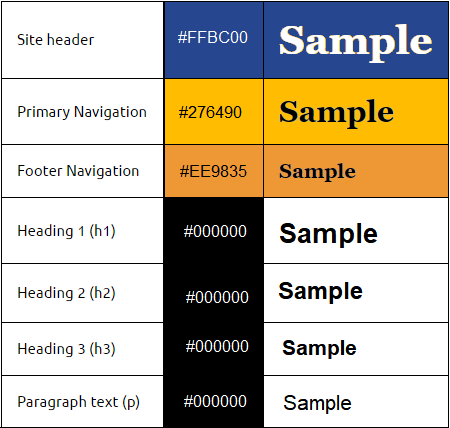 Site header #FFBC00 Sample
Primary Navigation #276490 Sample
Footer Navigation #EE9835 Sample
Heading 1 (h1) #000000 Sample
Heading 2 (h2) #000000 Sample
Heading 3 (h3) #000000 Sample
Paragraph text (p) #000000 Sample